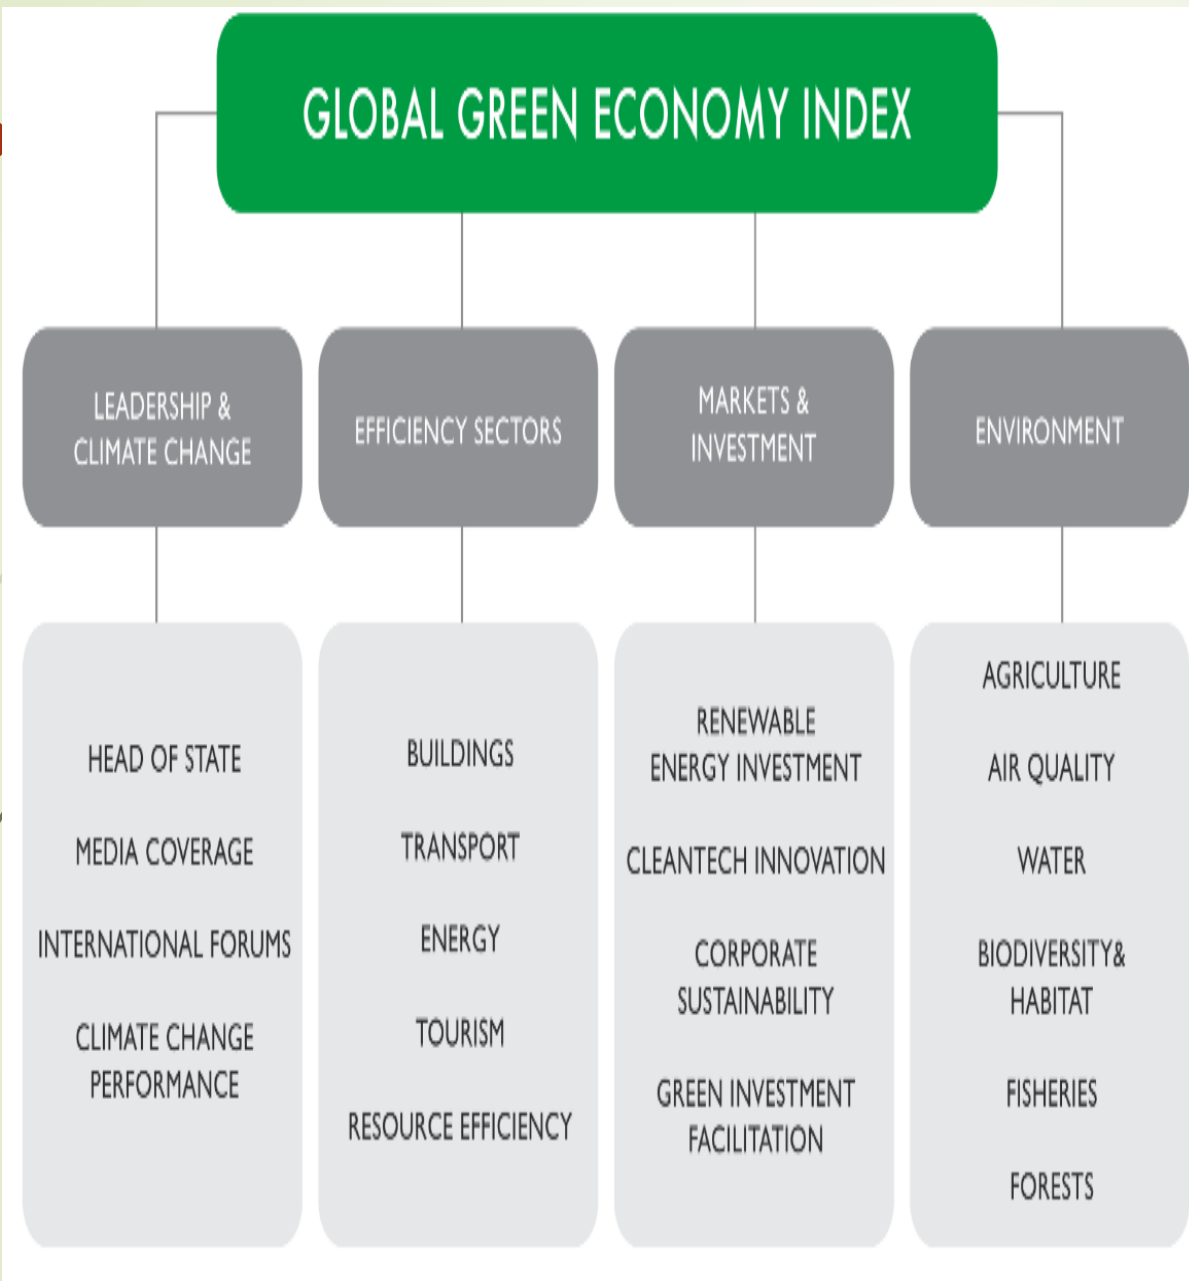 GLOBAL GREEN ECONOMY INDEX
LEADERSHIP &
CLIMATE CHANGE
EFFICIENCY SECTORS
MARKETS &
INVESTMENT
ENVIRONMENT
HEAD OF STATE
MEDIA COVERAGE
INTERNATIONAL FORUMS
CLIMATE CHANGE
PERFORMANCE
BUILDINGS
TRANSPORT
ENERGY
TOURISM
RESOURCE EFFICIENCY
RENEWABLE
ENERGY INVESTMENT
CLEANTECH INNOVATION
CORPORATE
SUSTAINABILITY
GREEN INVESTMENT
FACILITATION
AGRICULTURE
AIR QUALITY
WATER
BIODIVERSITY&
HABITAT
FISHERIES
FORESTS